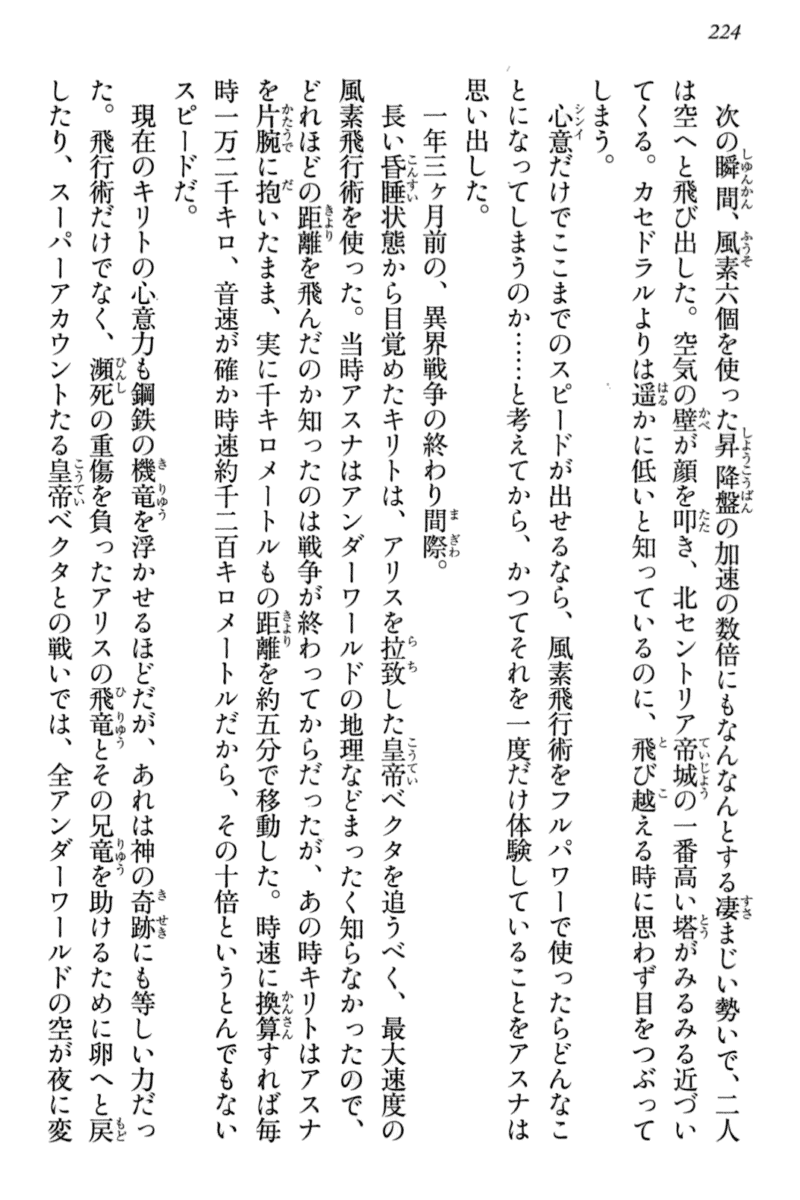 224
次の瞬間、風素六個を使った昇降盤の加速の数倍にもなんなんとする凄まじい勢いで、二人
は空へと飛び出した。空気の壁が顔を叩き、北セントリア帝城の一番高い塔がみるみる近づい
てくる。カセドラルよりは遥かに低いと知っているのに、飛び越える時に思わず目をつぶって
しまう。
心意だけでここまでのスピードが出せるなら、風素飛行術をフルパワーで使ったらどんなこ
とになってしまうのか……と考えてから、かつてそれを一度だけ体験していることをアスナは
思い出した。
一年三ヶ月前の、異界戦争の終わり間際。
長い昏睡状態から目覚めたキリトは、アリスを拉致した皇帝ベクタを追うべく、最大速度の
風素飛行術を使った。当時アスナはアンダーワールドの地理などまったく知らなかったので、
どれほどの距離を飛んだのか知ったのは戦争が終わってからだったが、あの時キリトはアスナ
を片腕に抱いたまま、実に千キロメートルもの距離を約五分で移動した。時速に換算すれば毎
時一万二千キロ、音速が確か時速約千二百キロメートルだから、その十倍というとんでもない
スピードだ。
現在のキリトの心意力も鋼鉄の機竜を浮かせるほどだが、あれは神の奇跡にも等しい力だっ
た。飛行術だけでなく、瀕死の重傷を負ったアリスの飛竜とその兄竜を助けるために卵へと戻
したり、スーパーアカウントたる皇帝ベクタとの戦いでは、全アンダーワールドの空が夜に変